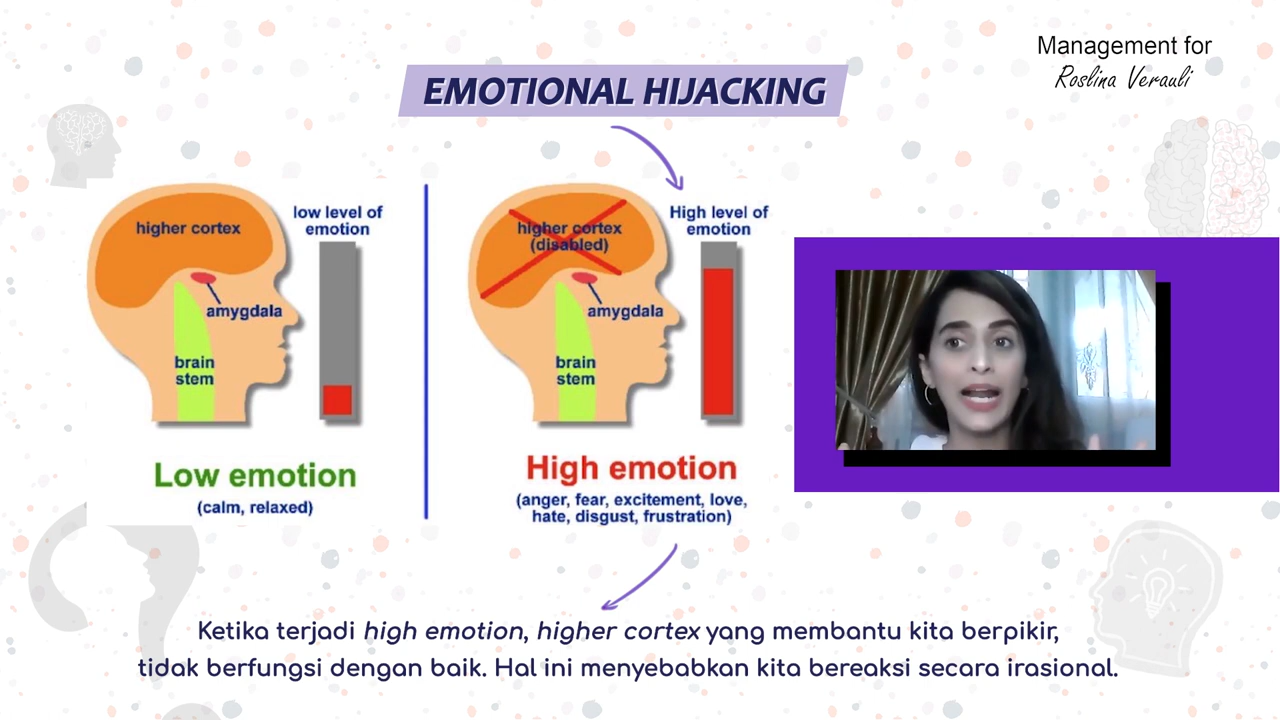 Management for
Roslina Verauli
EMOTIONAL HIJACKING
higher cortex
low level of
emotion
amygdala
brain
stem
Low emotion
(calm, relaxed)
higher cortex
(disabled)
High level of
emotion
amygdala
brain
stem
High emotion
(anger, fear, excitement, love,
hate, disgust, frustration)
Ketika terjadi high emotion, higher cortex yang membantu kita berpikir,
tidak berfungsi dengan baik. Hal ini menyebabkan kita bereaksi secara irasional.